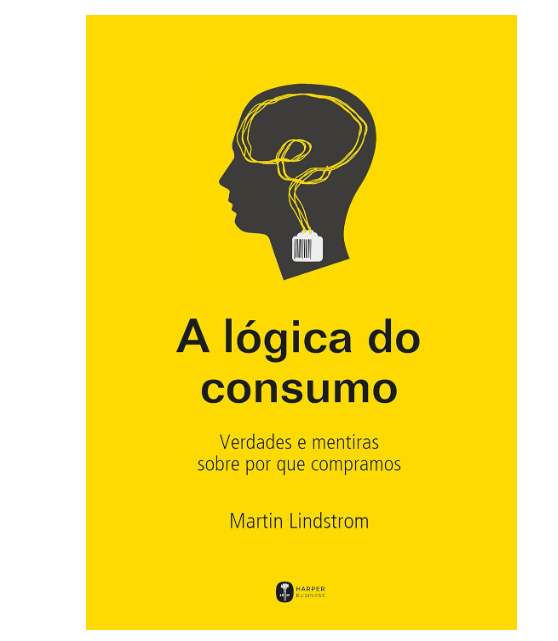 A lógica do
consumo
Verdades e mentiras
sobre por que compramos
Martin Lindstrom
HARPER
BUSINESS